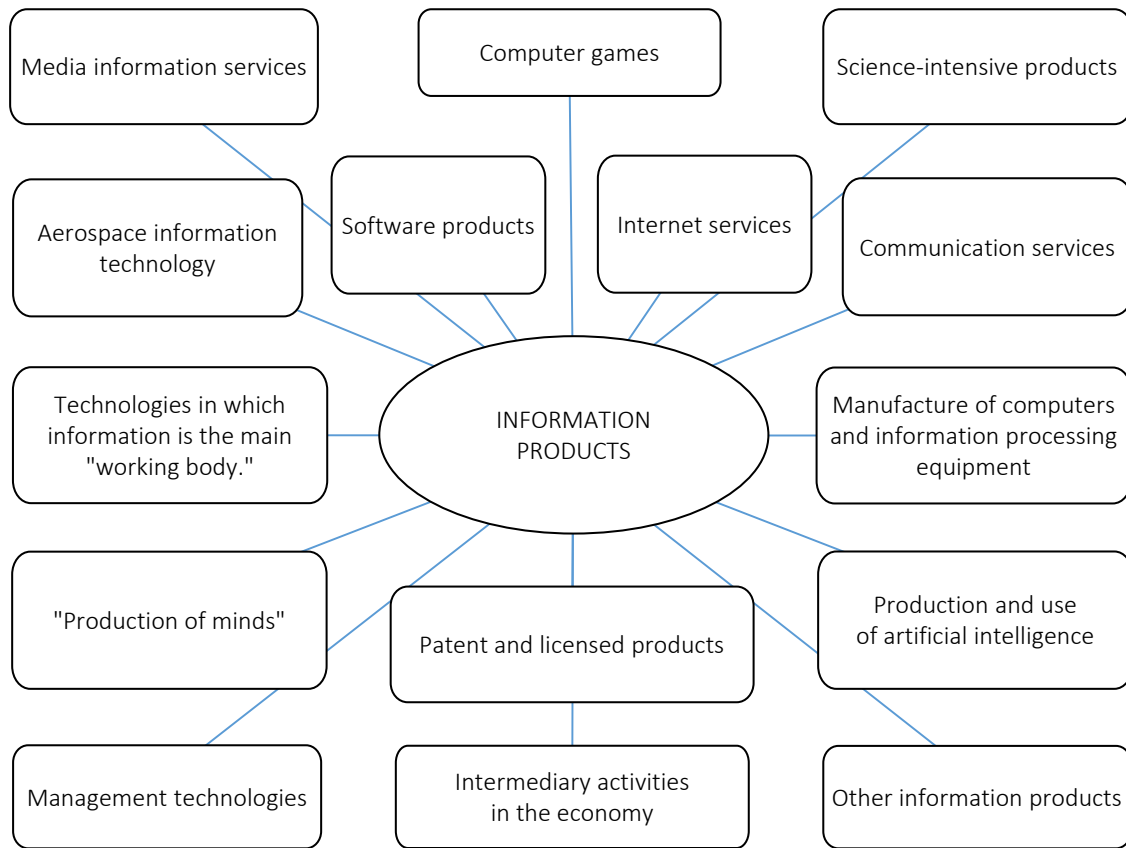 Media information services
Computer games
Science-intensive products
Aerospace information
technology
Software products
Internet services
Communication services
Technologies in which
information is the main
"working body."
INFORMATION
PRODUCTS
Manufacture of computers
and information processing
equipment
"Production of minds"
Patent and licensed products
Production and use
of artificial intelligence
Management technologies
Intermediary activities
in the economy
Other information products